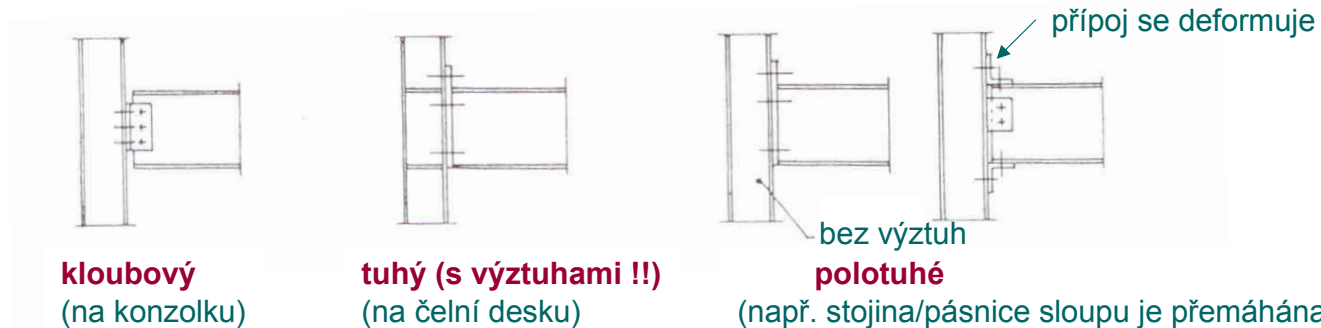 přípoj se deformuje
bez výztuh
kloubový
(na konzolku)
tuhý (s výztuhami !!)
(na čelní desku)
polotuhé
(např. stojina/pásnice sloupu je přemáhána